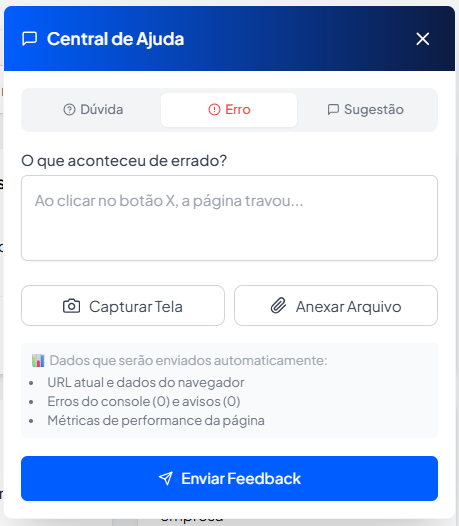 Central de Ajuda
Dúvida
Erro
Sugestão
O que aconteceu de errado?
Ao clicar no botão X, a página travou...
Capturar Tela
Anexar Arquivo
Dados que serão enviados automaticamente:
• URL atual e dados do navegador
• Erros do console (0) e avisos (0)
• Métricas de performance da página
Enviar Feedback